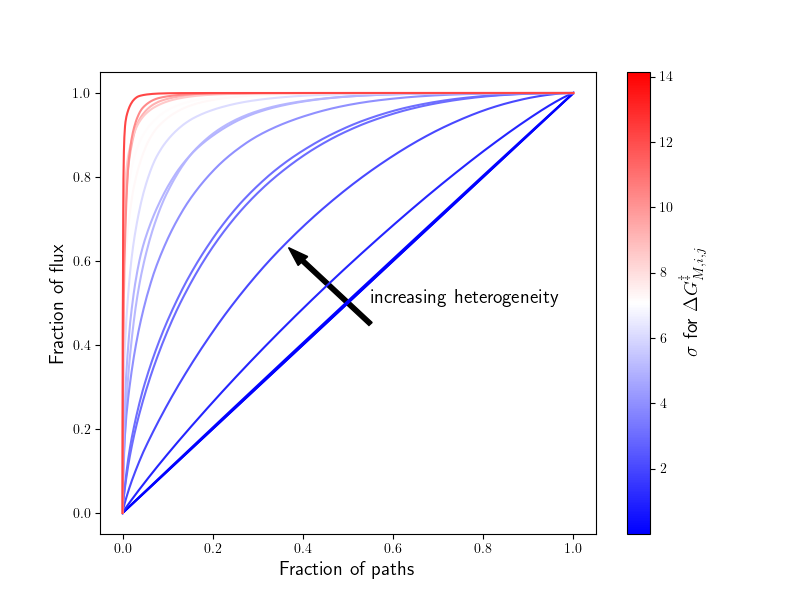 1.0
0.8
0.6
0.4
0.2
0.0
0.0 0.2 0.4 0.6 0.8 1.0
Fraction of flux
Fraction of paths
increasing heterogeneity
14
12
10
8
6
4
2
σ for ΔG‡M,i,j